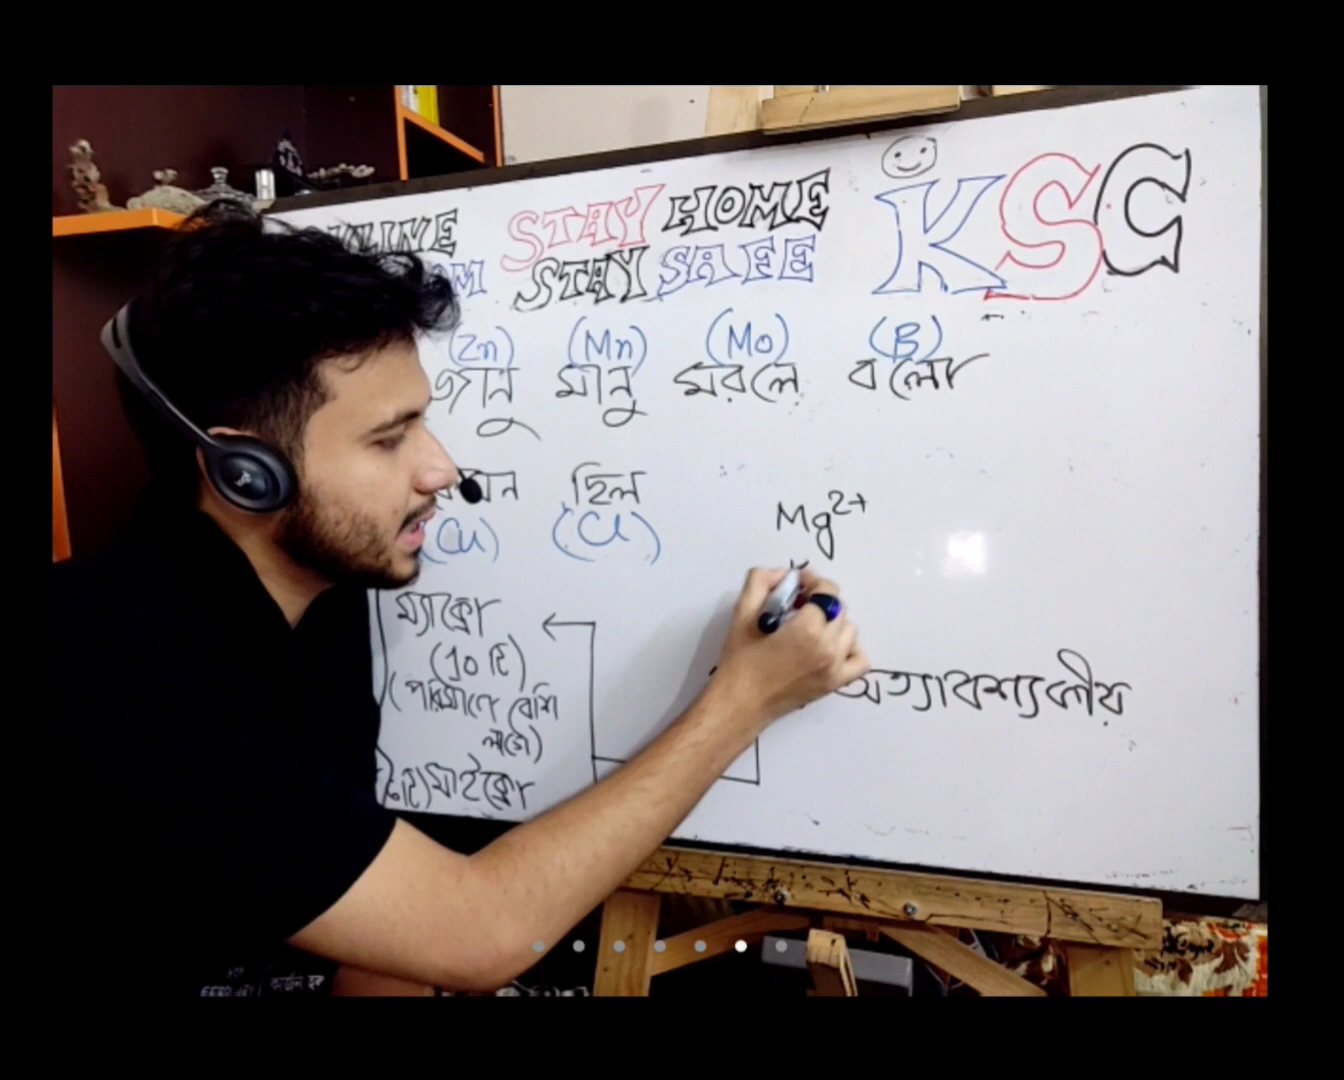 STAY HOME
STAY SAFE
KSC
(Zn) (Mn) (Mo) (B)
জানু মানু মরলে বলো
ছিল
(Cu) (Cl)
Mg²⁺
ম্যাক্রো
(10 টি)
(পরিমাণে বেশি
লাগে)
মাইক্রো
অত্যাবশ্যকীয়